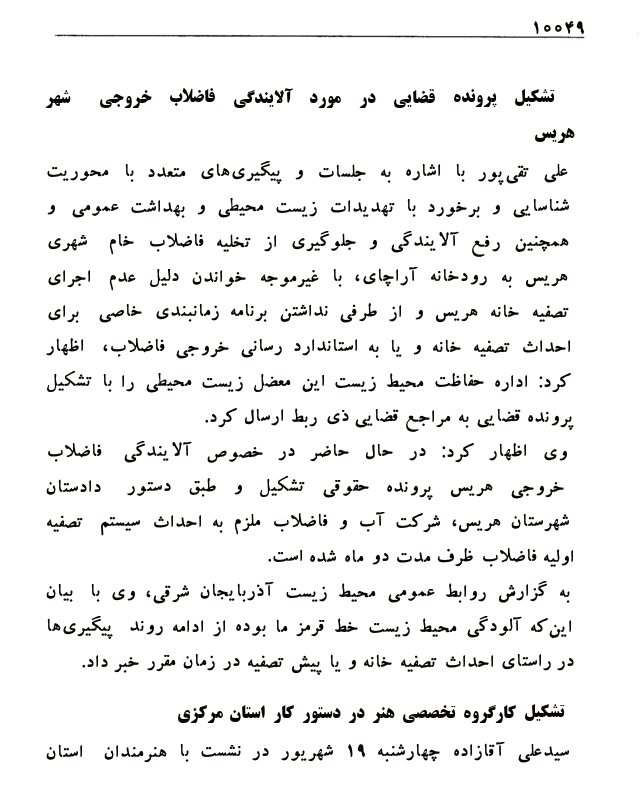 ۱۰۰۴۹
تشکیل پرونده قضایی در مورد آلایندگی فاضلاب خروجی شهر
هریس
علی تقی‌پور با اشاره به جلسات و پیگیری‌های متعدد با محوریت
شناسایی و برخورد با تهدیدات زیست محیطی و بهداشت عمومی و
همچنین رفع آلایندگی و جلوگیری از تخلیه فاضلاب خام شهری
هریس به رودخانه آراچای، با غیرموجه خواندن دلیل عدم اجرای
تصفیه خانه هریس و از طرفی نداشتن برنامه زمانبندی خاصی برای
احداث تصفیه خانه و یا به استاندارد رسانی خروجی فاضلاب، اظهار
کرد: اداره حفاظت محیط زیست این معضل زیست محیطی را با تشکیل
پرونده قضایی به مراجع قضایی ذی ربط ارسال کرد.
وی اظهار کرد: در حال حاضر در خصوص آلایندگی فاضلاب
خروجی هریس پرونده حقوقی تشکیل و طبق دستور دادستان
شهرستان هریس، شرکت آب و فاضلاب ملزم به احداث سیستم تصفیه
اولیه فاضلاب ظرف مدت دو ماه شده است.
به گزارش روابط عمومی محیط زیست آذربایجان شرقی، وی با بیان
این‌که آلودگی محیط زیست خط قرمز ما بوده از ادامه روند پیگیری‌ها
در راستای احداث تصفیه خانه و یا پیش تصفیه در زمان مقرر خبر داد.
تشکیل کارگروه تخصصی هنر در دستور کار استان مرکزی
سیدعلی آقازاده چهارشنبه ۱۹ شهریور در نشست با هنرمندان استان